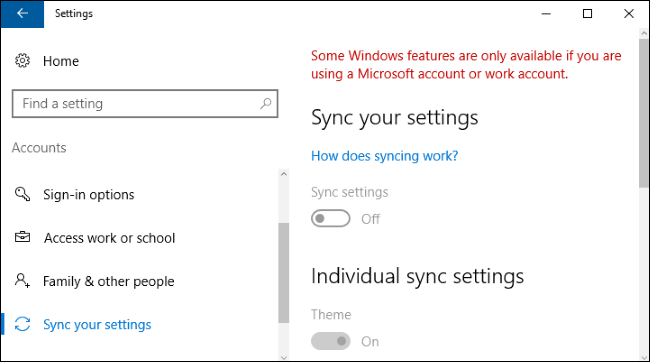 Settings
Home
Find a setting
Accounts
Sign-in options
Access work or school
Family & other people
Sync your settings
Some Windows features are only available if you are
using a Microsoft account or work account.
Sync your settings
How does syncing work?
Sync settings
Off
Individual sync settings
Theme
On